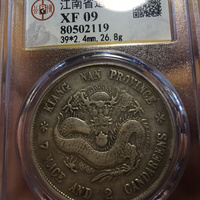 江南省造
XF 09
80502119
39*2.4mm,26.8g
KIANG NAN PROVINCE
7 MACE AND 2 CANDAREENS